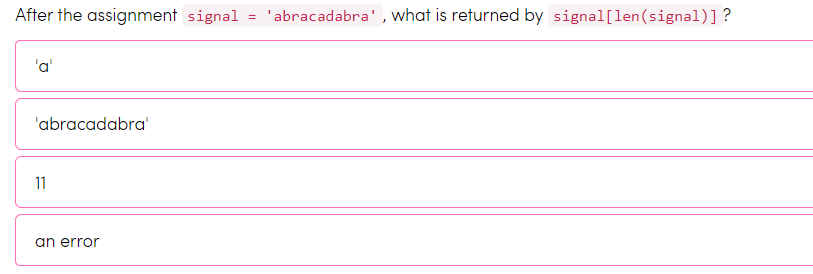 After the assignment signal = 'abracadabra' , what is returned by signal[len(signal)] ?
'a'
'abracadabra'
11
an error